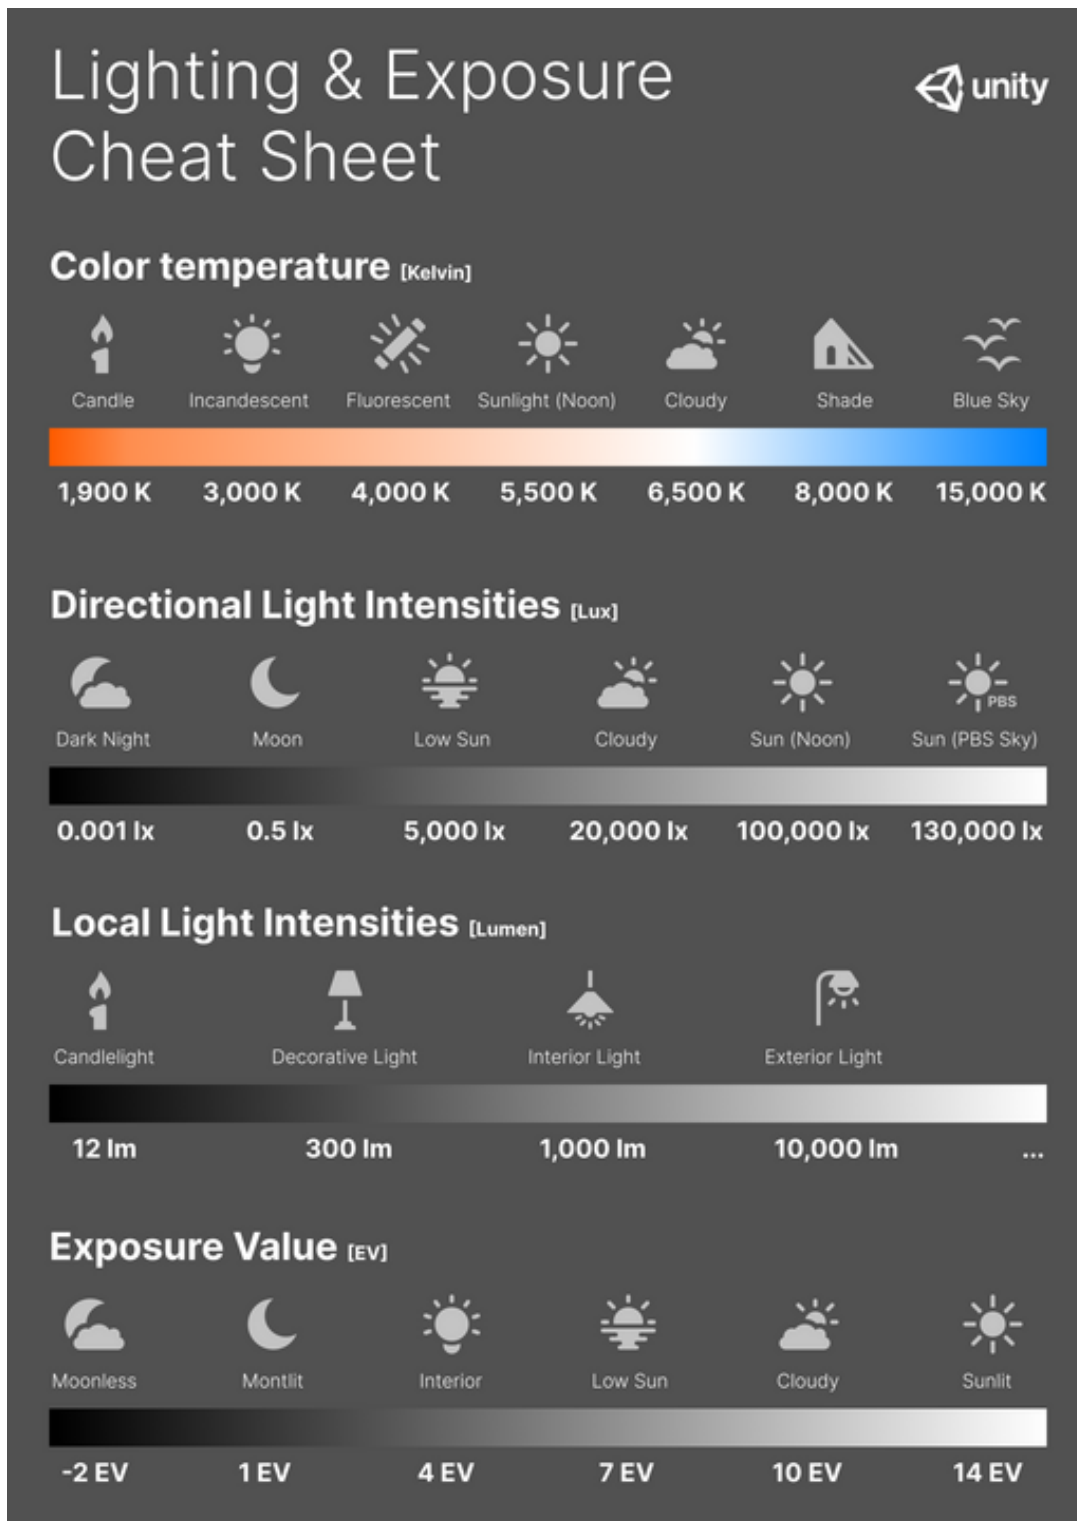 Lighting & Exposure
Cheat Sheet
unity
Color temperature [Kelvin]
Candle Incandescent Fluorescent Sunlight (Noon) Cloudy Shade Blue Sky
1,900 K 3,000 K 4,000 K 5,500 K 6,500 K 8,000 K 15,000 K
Directional Light Intensities [Lux]
PBS
Dark Night Moon Low Sun Cloudy Sun (Noon) Sun (PBS Sky)
0.001 lx 0.5 lx 5,000 lx 20,000 lx 100,000 lx 130,000 lx
Local Light Intensities [Lumen]
Candlelight Decorative Light Interior Light Exterior Light
12 lm 300 lm 1,000 lm 10,000 lm ...
Exposure Value [EV]
Moonless Montlit Interior Low Sun Cloudy Sunlit
-2 EV 1 EV 4 EV 7 EV 10 EV 14 EV